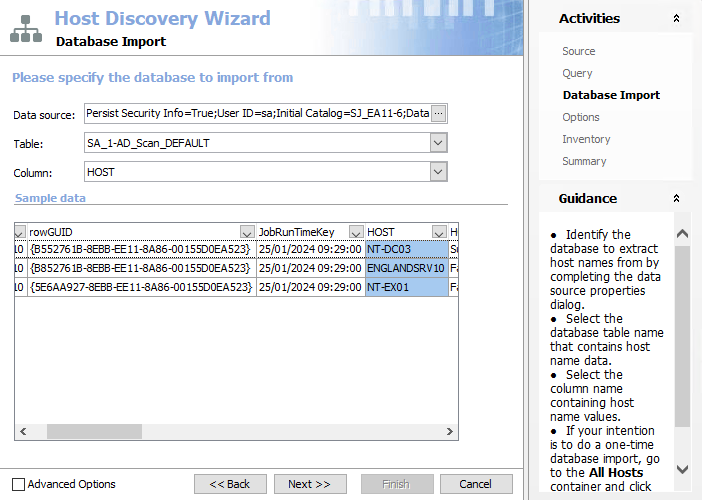 Host Discovery Wizard
Database Import
Please specify the database to import from
Data source: Persist Security Info=True;User ID=sa;Initial Catalog=SJ_EA11-6;Data ...
Table: SA_1-AD_Scan_DEFAULT
Column: HOST
Sample data
rowGUID JobRunTimeKey HOST H
10 {B552761B-8EBB-EE11-8A86-00155D0EA523} 25/01/2024 09:29:00 NT-DC03 Su
10 {B852761B-8EBB-EE11-8A86-00155D0EA523} 25/01/2024 09:29:00 ENGLANDSRV10 Fa
10 {5E6AA927-8EBB-EE11-8A86-00155D0EA523} 25/01/2024 09:29:00 NT-EX01 Fa
Advanced Options
<< Back
Next >>
Finish
Cancel
Activities
Source
Query
Database Import
Options
Inventory
Summary
Guidance
• Identify the
database to extract
host names from by
completing the data
source properties
dialog.
• Select the
database table name
that contains host
name data.
• Select the
column name
containing host
name values.
• If your intention
is to do a one-time
database import, go
to the All Hosts
container and click